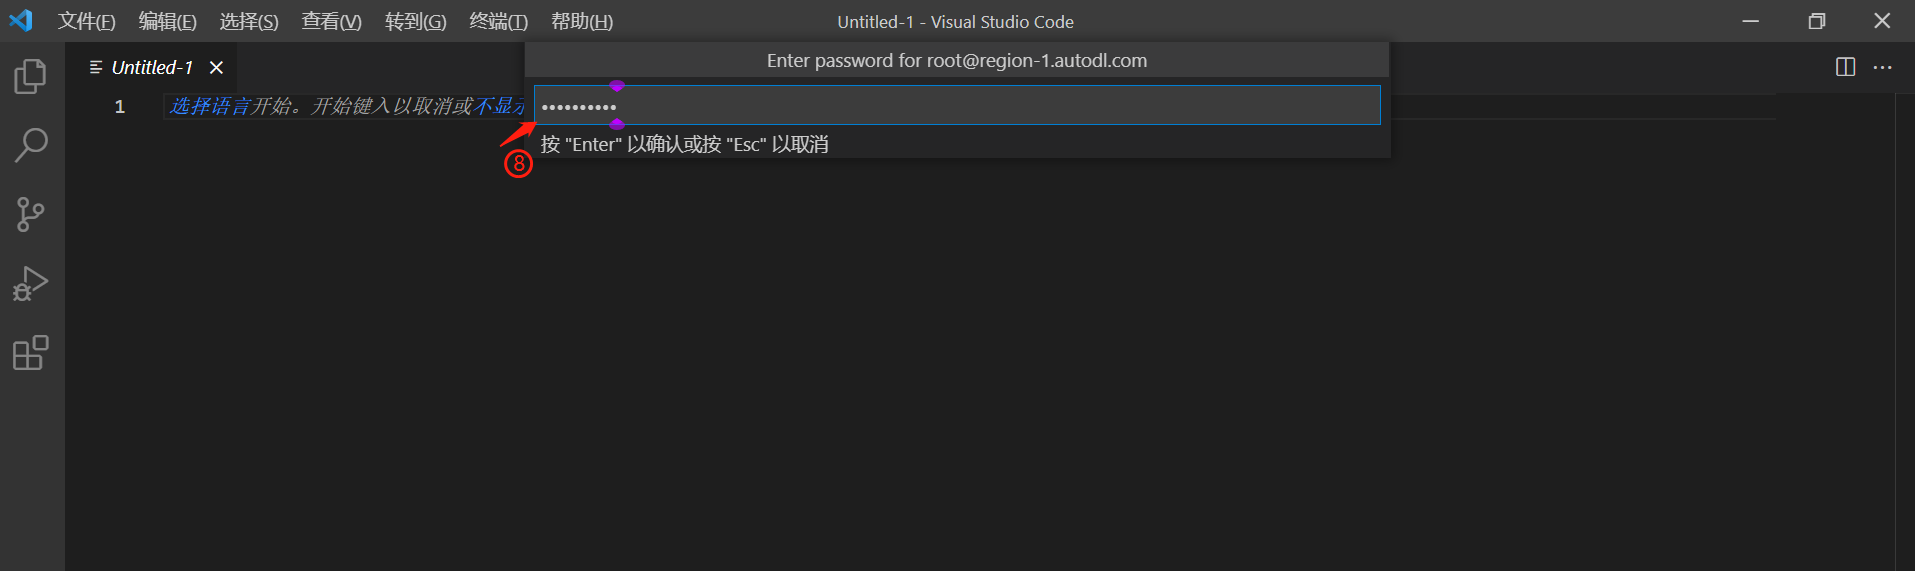 文件(F) 编辑(E) 选择(S) 查看(V) 转到(G) 终端(T) 帮助(H) Untitled-1 - Visual Studio Code
Enter password for root@region-1.autodl.com
Untitled-1
1 选择语言开始。开始键入以取消或不显示
••••••••••
按 "Enter" 以确认或按 "Esc" 以取消
⑧